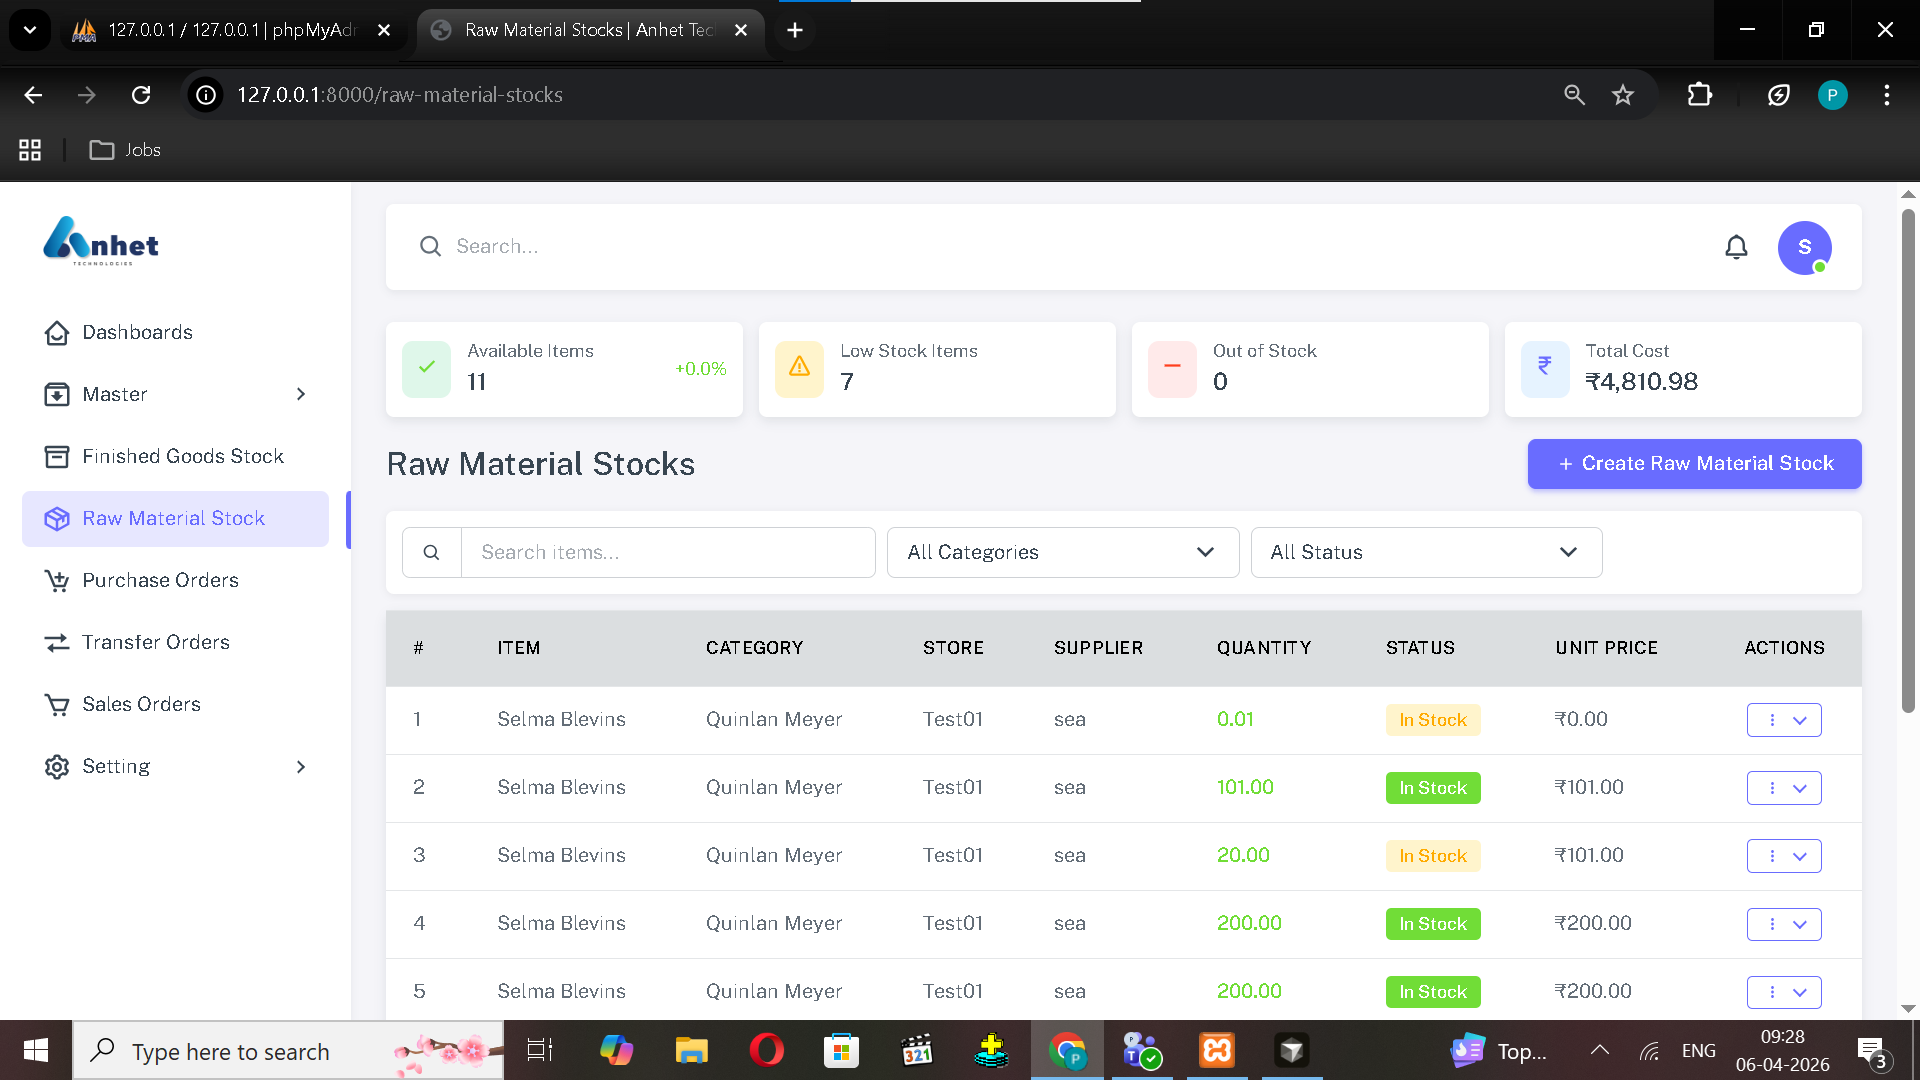 127.0.0.1 / 127.0.0.1 | phpMyAdr
Raw Material Stocks | Anhet Tec
127.0.0.1:8000/raw-material-stocks
P
Jobs
Anhet
TECHNOLOGIES
Search...
S
Dashboards
Master
Finished Goods Stock
Raw Material Stock
Purchase Orders
Transfer Orders
Sales Orders
Setting
Available Items
11
+0.0%
Low Stock Items
7
Out of Stock
0
₹
Total Cost
₹4,810.98
Raw Material Stocks
+ Create Raw Material Stock
Search items...
All Categories
All Status
# ITEM CATEGORY STORE SUPPLIER QUANTITY STATUS UNIT PRICE ACTIONS
1 Selma Blevins Quinlan Meyer Test01 sea 0.01 In Stock ₹0.00
2 Selma Blevins Quinlan Meyer Test01 sea 101.00 In Stock ₹101.00
3 Selma Blevins Quinlan Meyer Test01 sea 20.00 In Stock ₹101.00
4 Selma Blevins Quinlan Meyer Test01 sea 200.00 In Stock ₹200.00
5 Selma Blevins Quinlan Meyer Test01 sea 200.00 In Stock ₹200.00
Type here to search
321
P
T
Top...
ENG
09:28
06-04-2026
3